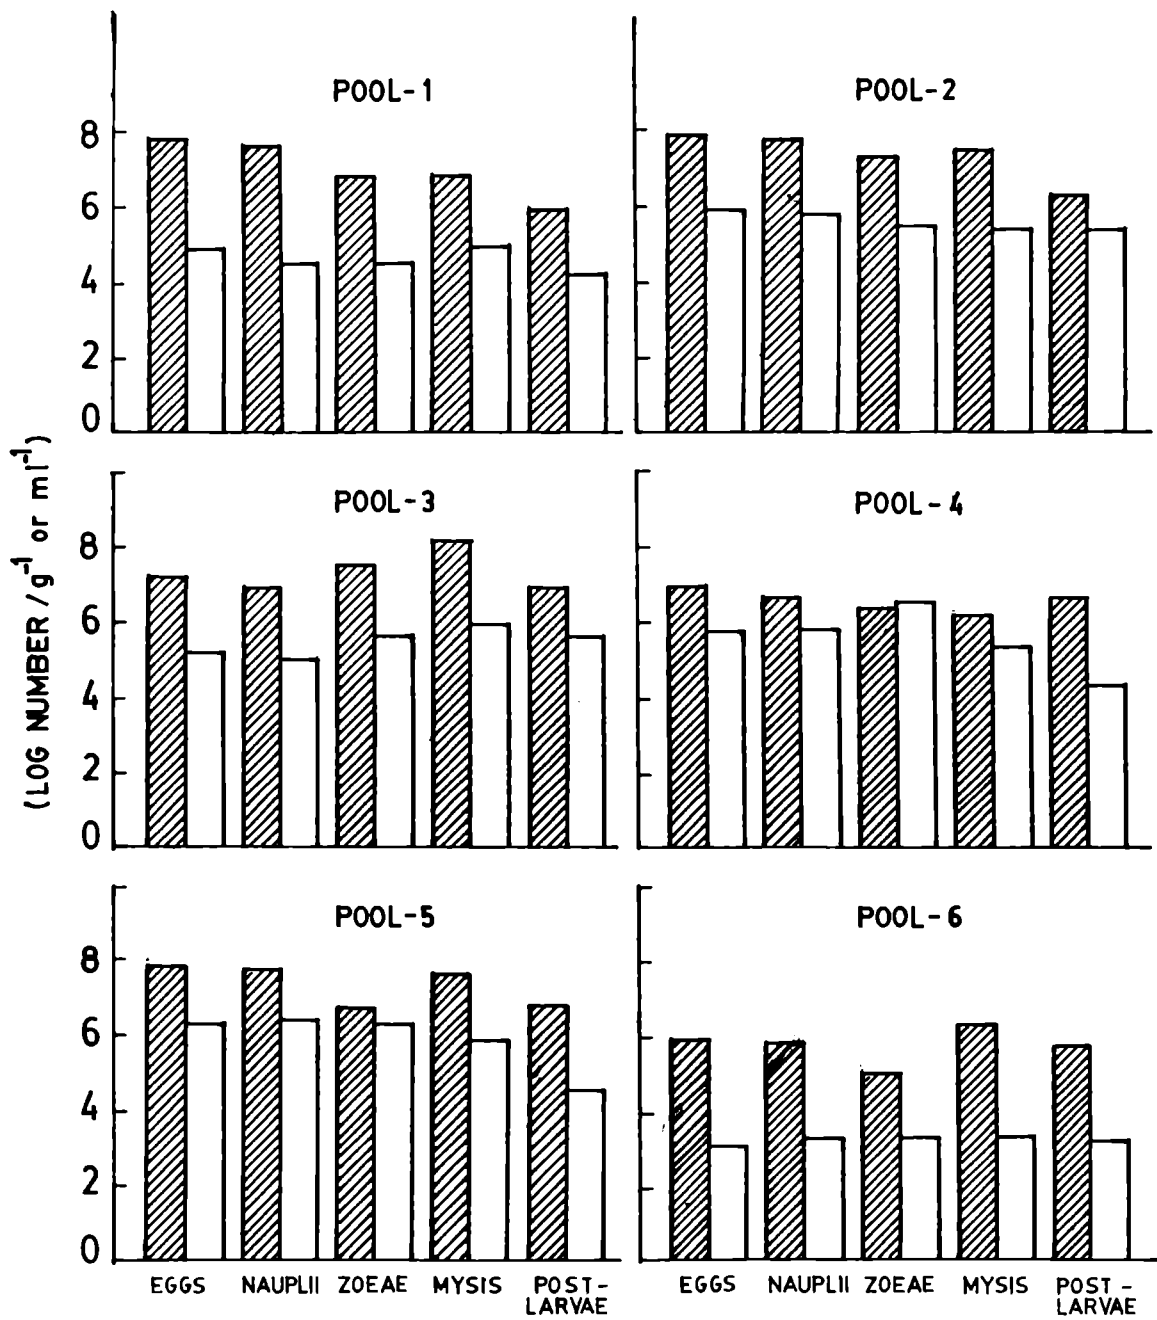 POOL-1
POOL-2
8
6
4
2
0
(LOG NUMBER/g⁻¹ or ml⁻¹)
POOL-3
POOL-4
8
6
4
2
0
POOL-5
POOL-6
8
6
4
2
0
EGGS NAUPLII ZOEAE MYSIS POST-
LARVAE
EGGS NAUPLII ZOEAE MYSIS POST-
LARVAE